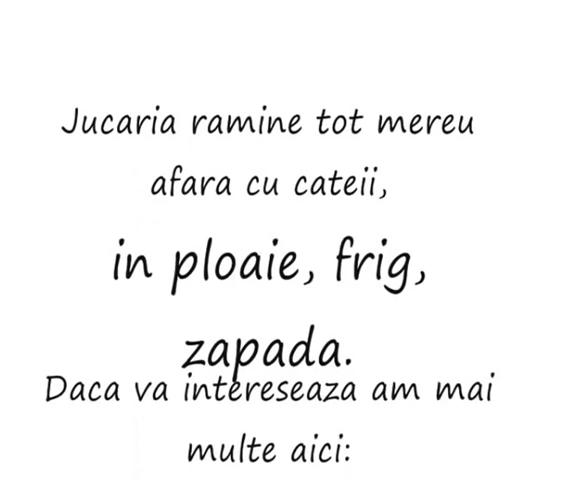 Jucaria ramine tot mereu
afara cu cateii,
in ploaie, frig,
zapada.
Daca va intereseaza am mai
multe aici: